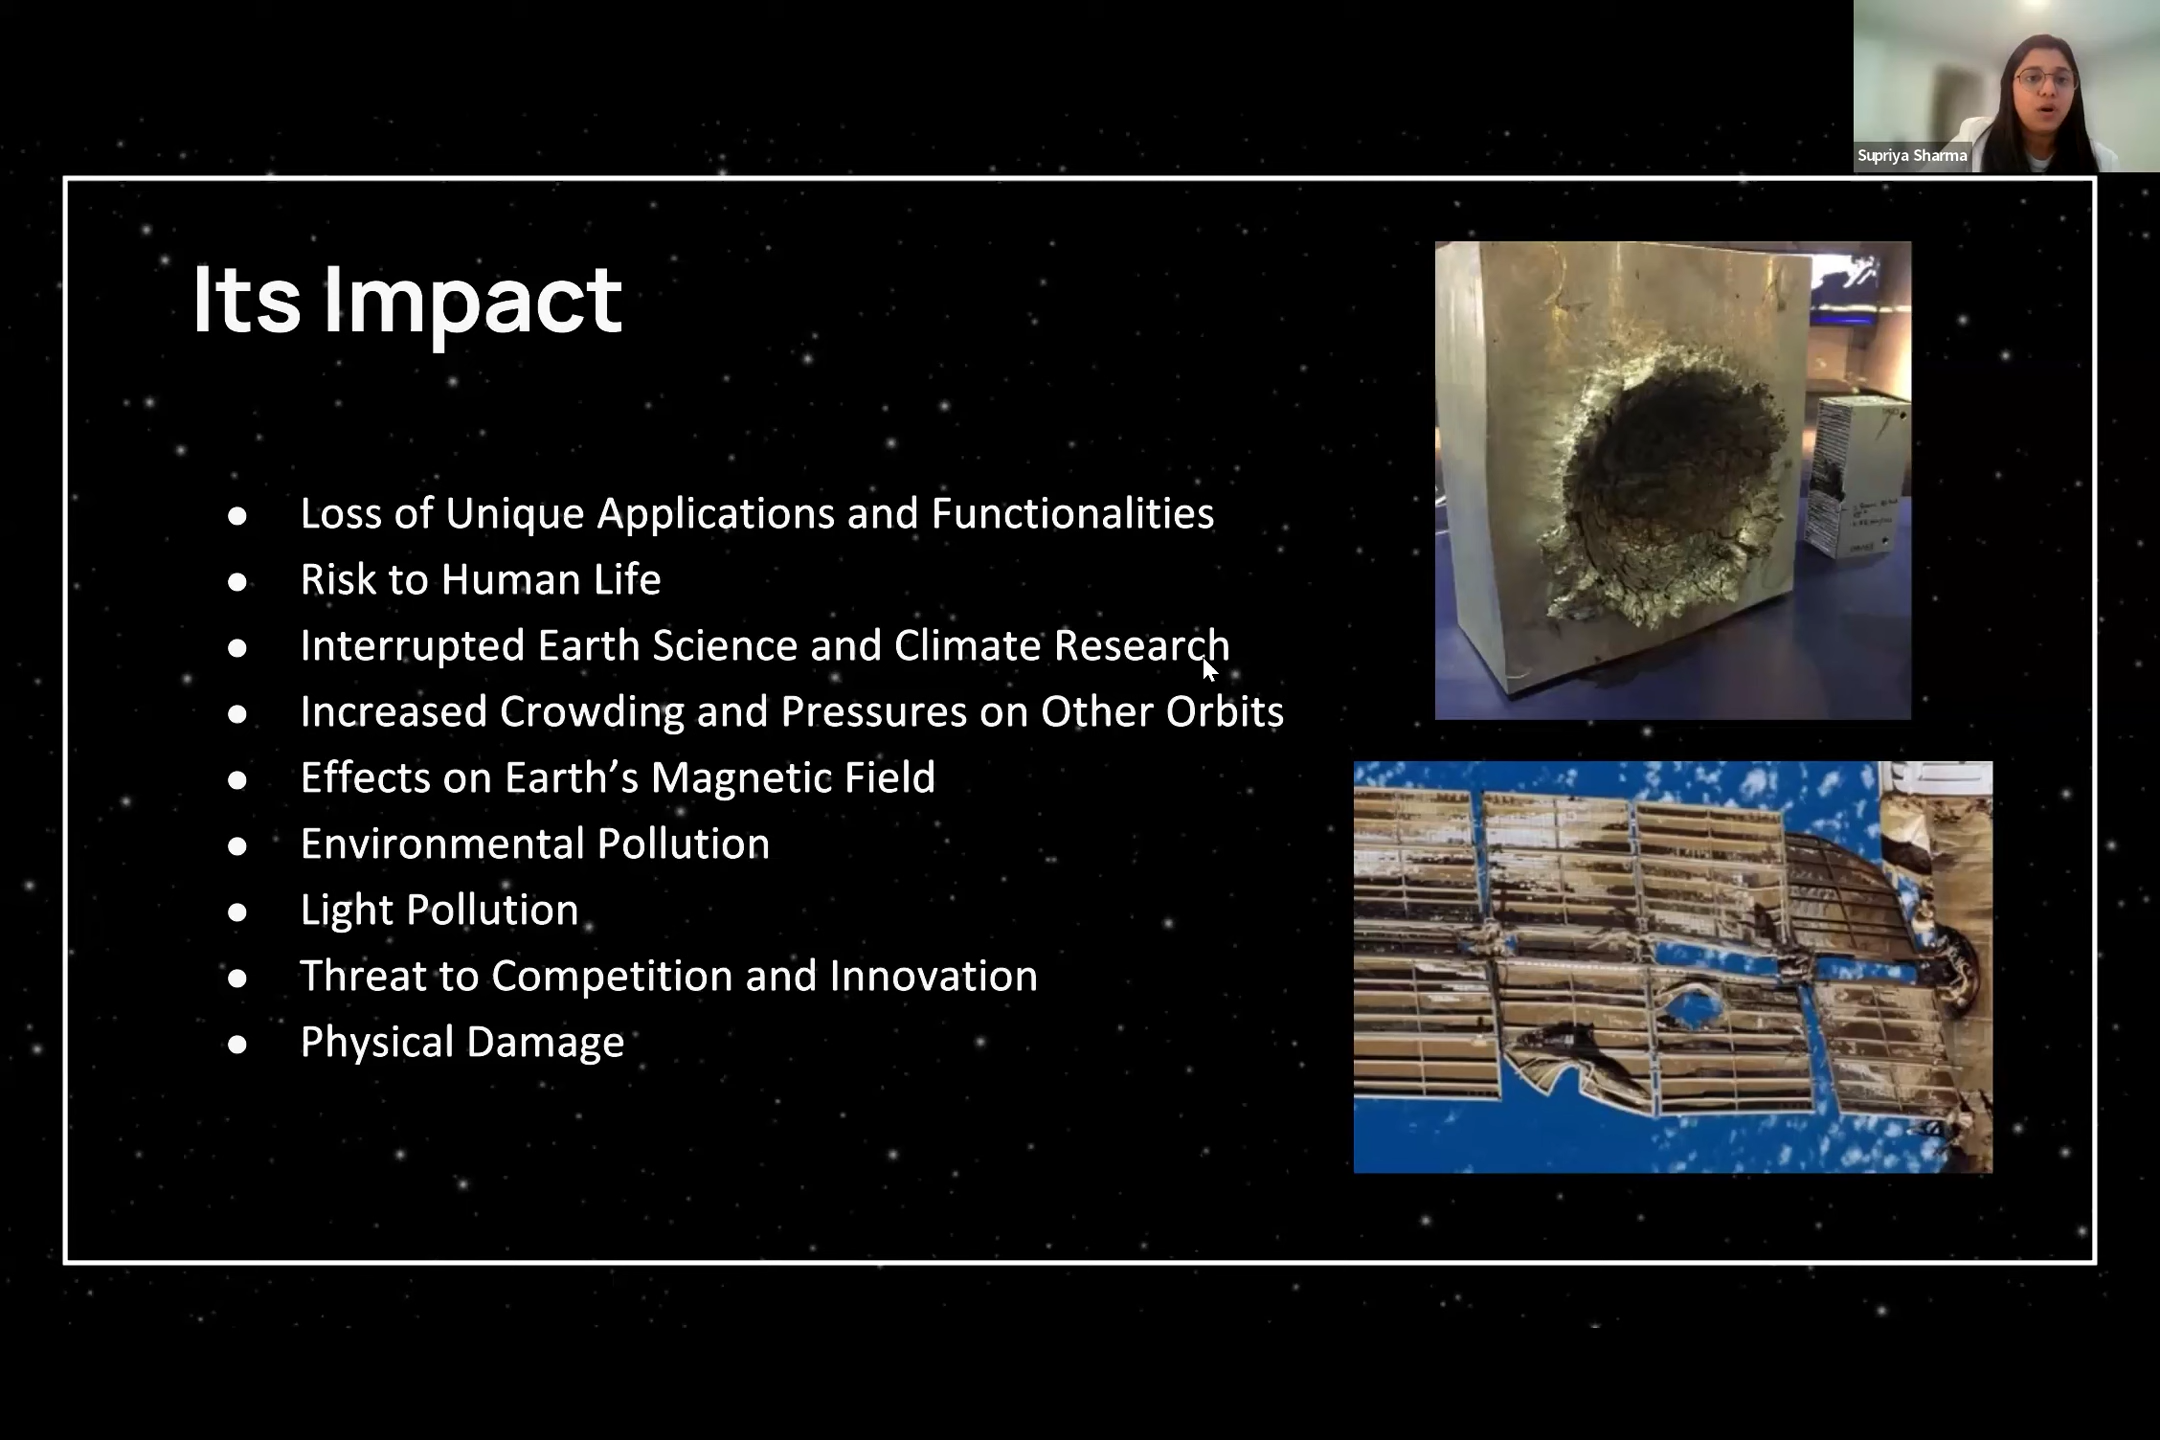 Supriya Sharma
Its Impact
● Loss of Unique Applications and Functionalities
● Risk to Human Life
● Interrupted Earth Science and Climate Research
● Increased Crowding and Pressures on Other Orbits
● Effects on Earth’s Magnetic Field
● Environmental Pollution
● Light Pollution
● Threat to Competition and Innovation
● Physical Damage